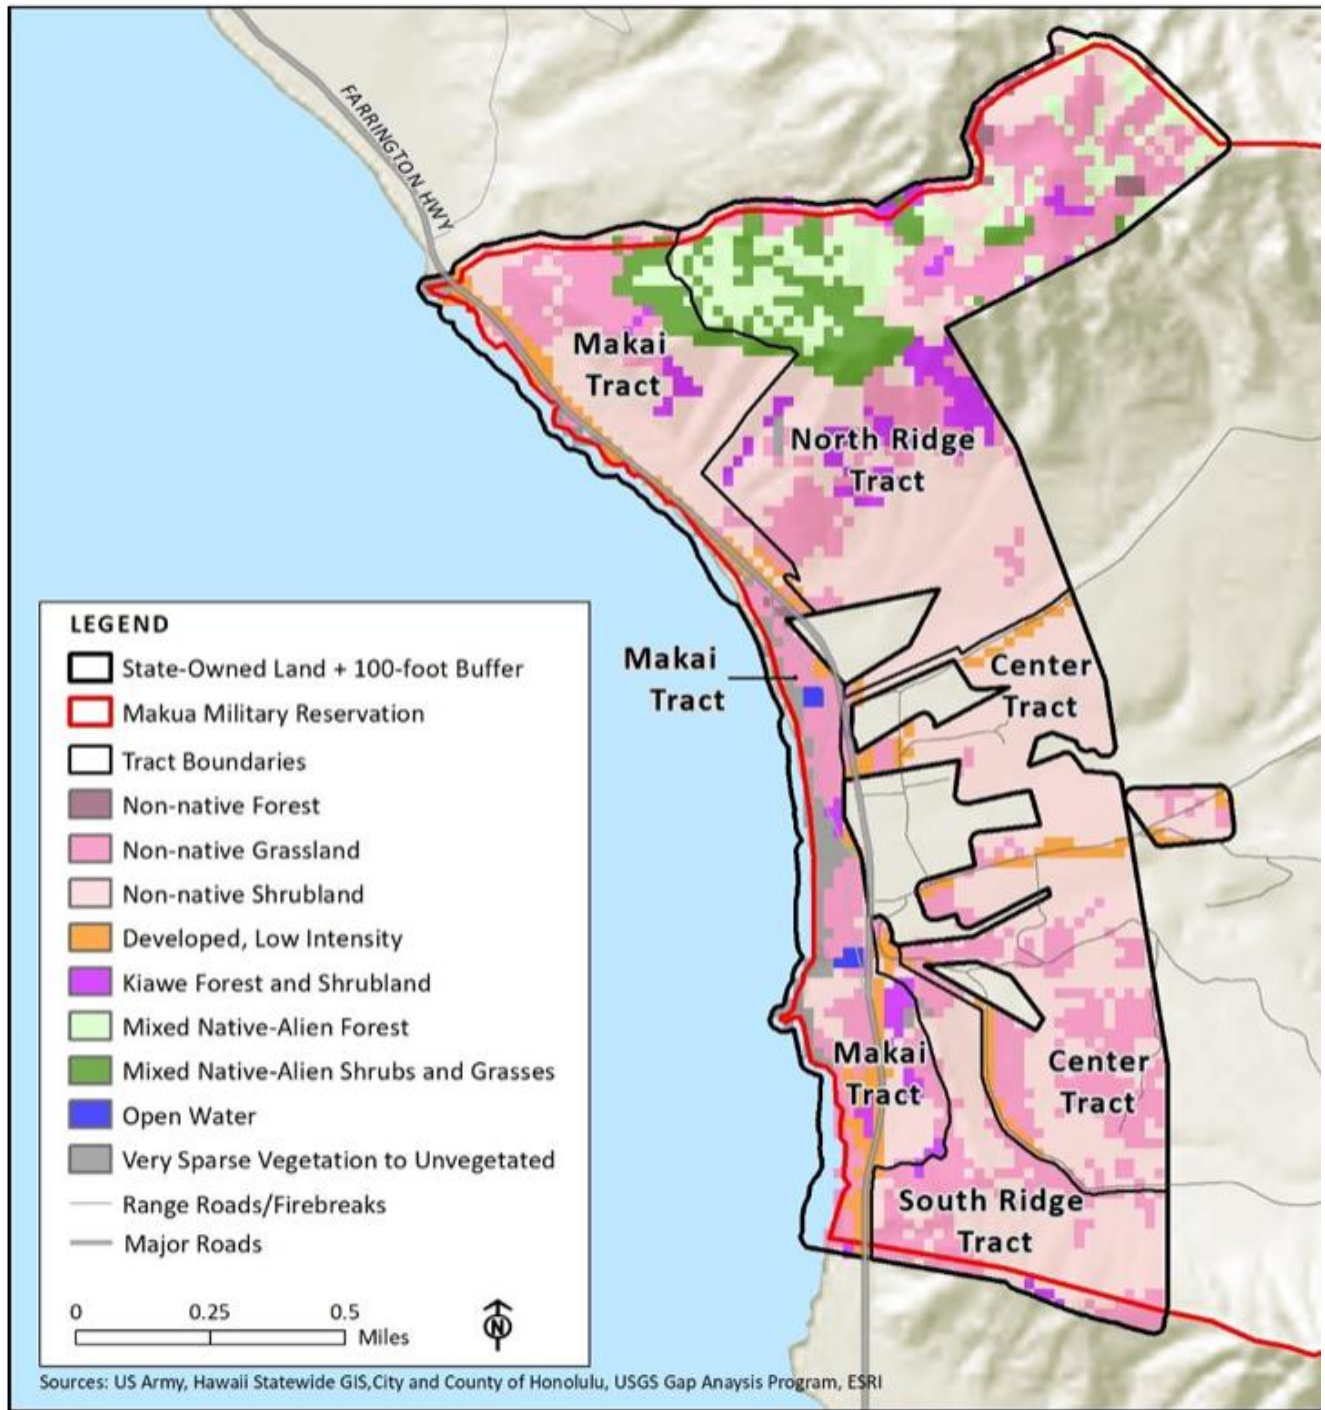 FARRINGTON HWY
Makai
Tract
North Ridge
Tract
Makai
Tract
Center
Tract
Makai
Tract
Center
Tract
South Ridge
Tract
LEGEND
State-Owned Land + 100-foot Buffer
Makua Military Reservation
Tract Boundaries
Non-native Forest
Non-native Grassland
Non-native Shrubland
Developed, Low Intensity
Kiawe Forest and Shrubland
Mixed Native-Alien Forest
Mixed Native-Alien Shrubs and Grasses
Open Water
Very Sparse Vegetation to Unvegetated
Range Roads/Firebreaks
Major Roads
0 0.25 0.5
Miles
N
Sources: US Army, Hawaii Statewide GIS,City and County of Honolulu, USGS Gap Anaysis Program, ESRI